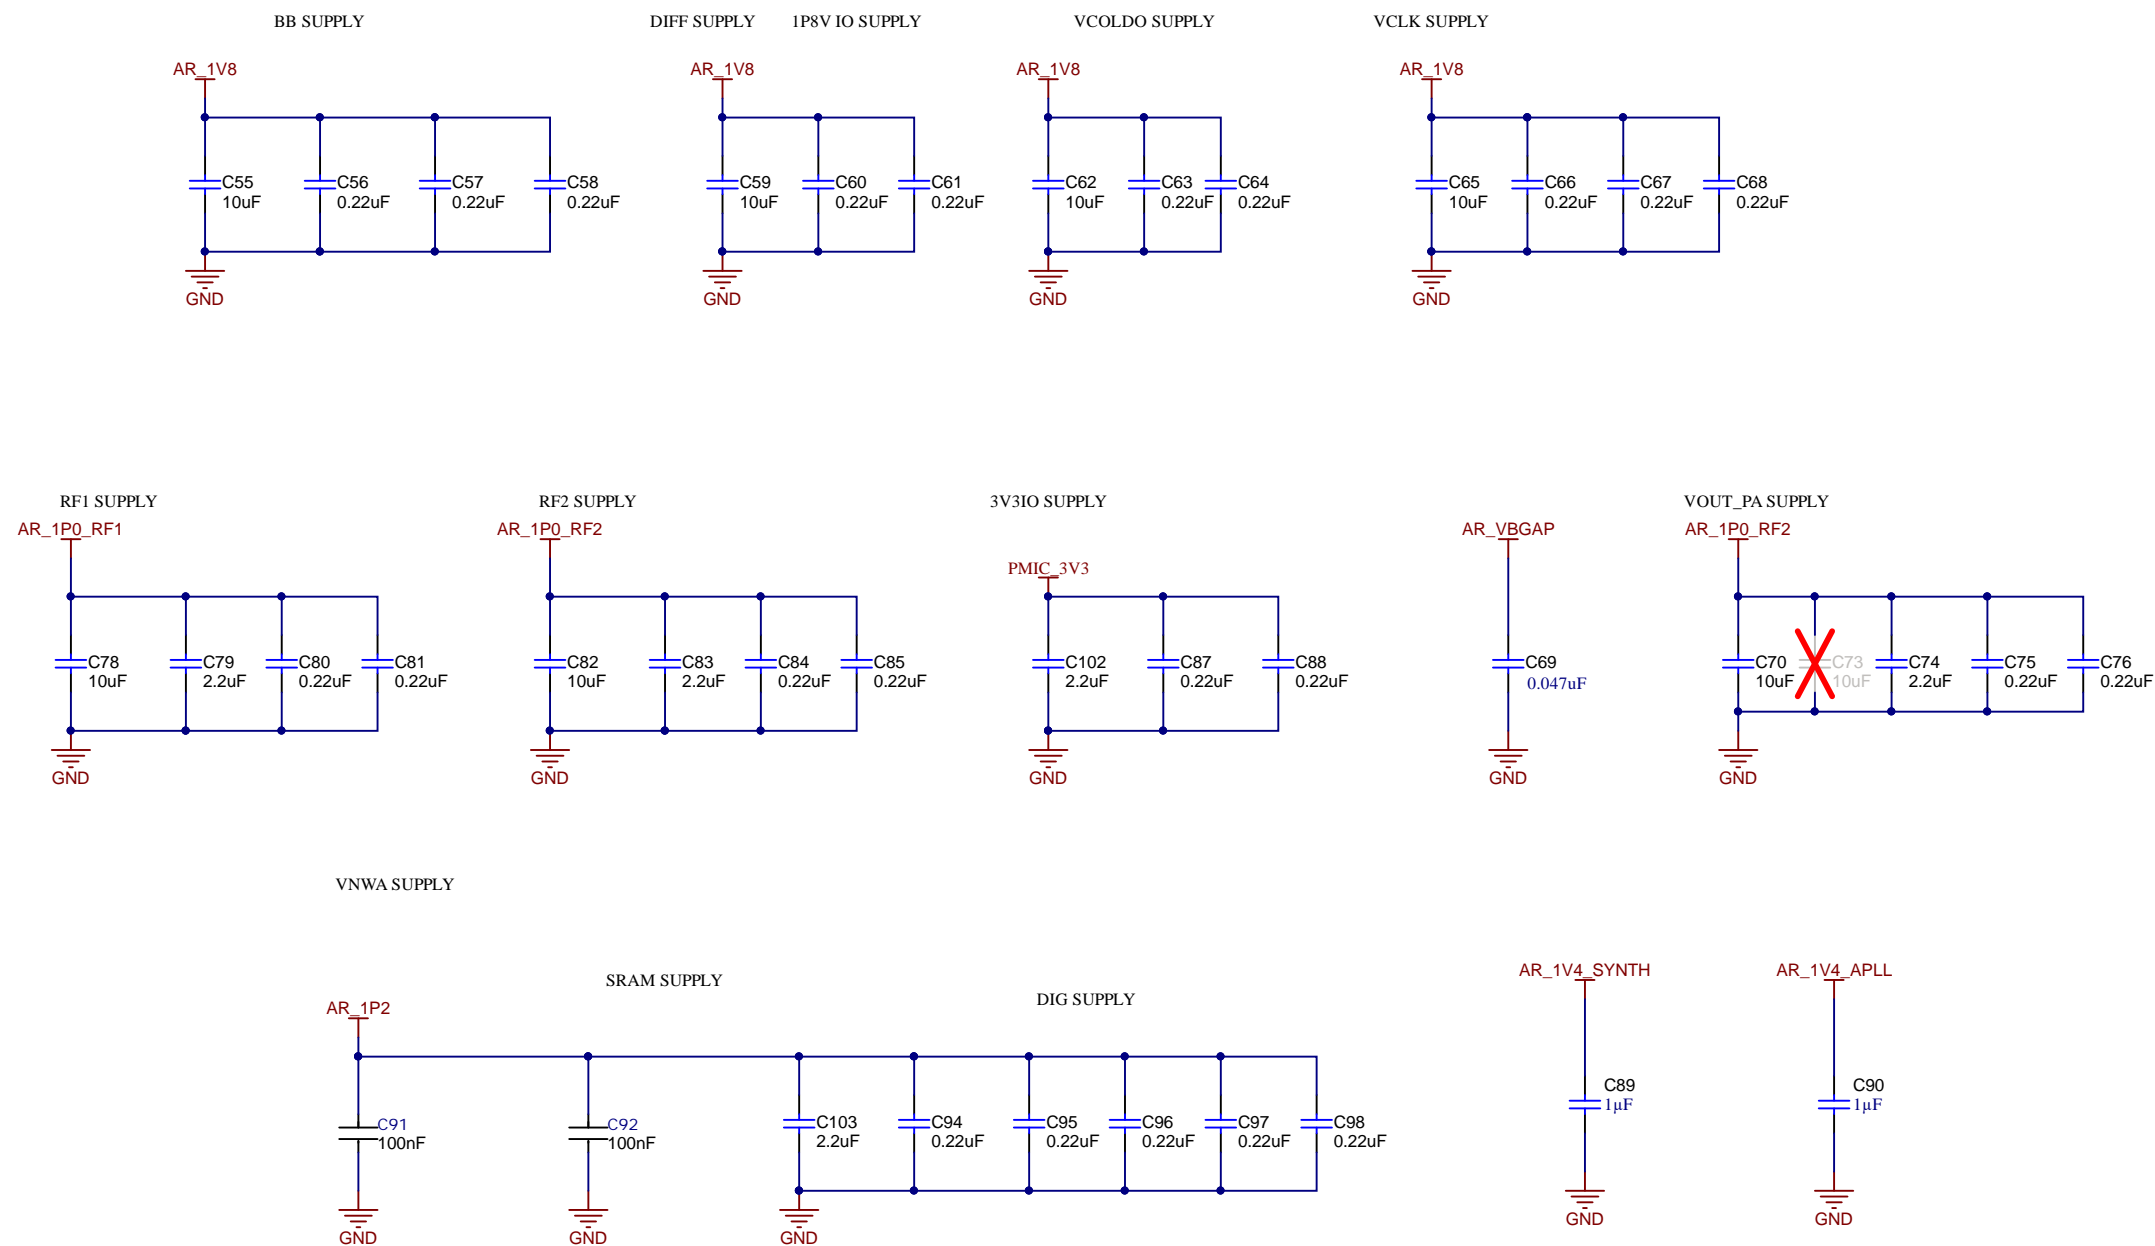 BB SUPPLY
DIFF SUPPLY
1P8V IO SUPPLY
VCOLDO SUPPLY
VCLK SUPPLY
AR_1V8
AR_1V8
AR_1V8
AR_1V8
C55
10uF
C56
0.22uF
C57
0.22uF
C58
0.22uF
C59
10uF
C60
0.22uF
C61
0.22uF
C62
10uF
C63
0.22uF
C64
0.22uF
C65
10uF
C66
0.22uF
C67
0.22uF
C68
0.22uF
GND
GND
GND
GND
RF1 SUPPLY
RF2 SUPPLY
3V3IO SUPPLY
VOUT_PA SUPPLY
AR_1P0_RF1
AR_1P0_RF2
PMIC_3V3
AR_VBGAP
AR_1P0_RF2
C78
10uF
C79
2.2uF
C80
0.22uF
C81
0.22uF
C82
10uF
C83
2.2uF
C84
0.22uF
C85
0.22uF
C102
2.2uF
C87
0.22uF
C88
0.22uF
C69
0.047uF
C70
10uF
C73
10uF
C74
2.2uF
C75
0.22uF
C76
0.22uF
GND
GND
GND
GND
GND
VNWA SUPPLY
SRAM SUPPLY
DIG SUPPLY
AR_1P2
AR_1V4_SYNTH
AR_1V4_APLL
C91
100nF
C92
100nF
C103
2.2uF
C94
0.22uF
C95
0.22uF
C96
0.22uF
C97
0.22uF
C98
0.22uF
C89
1µF
C90
1µF
GND
GND
GND
GND
GND